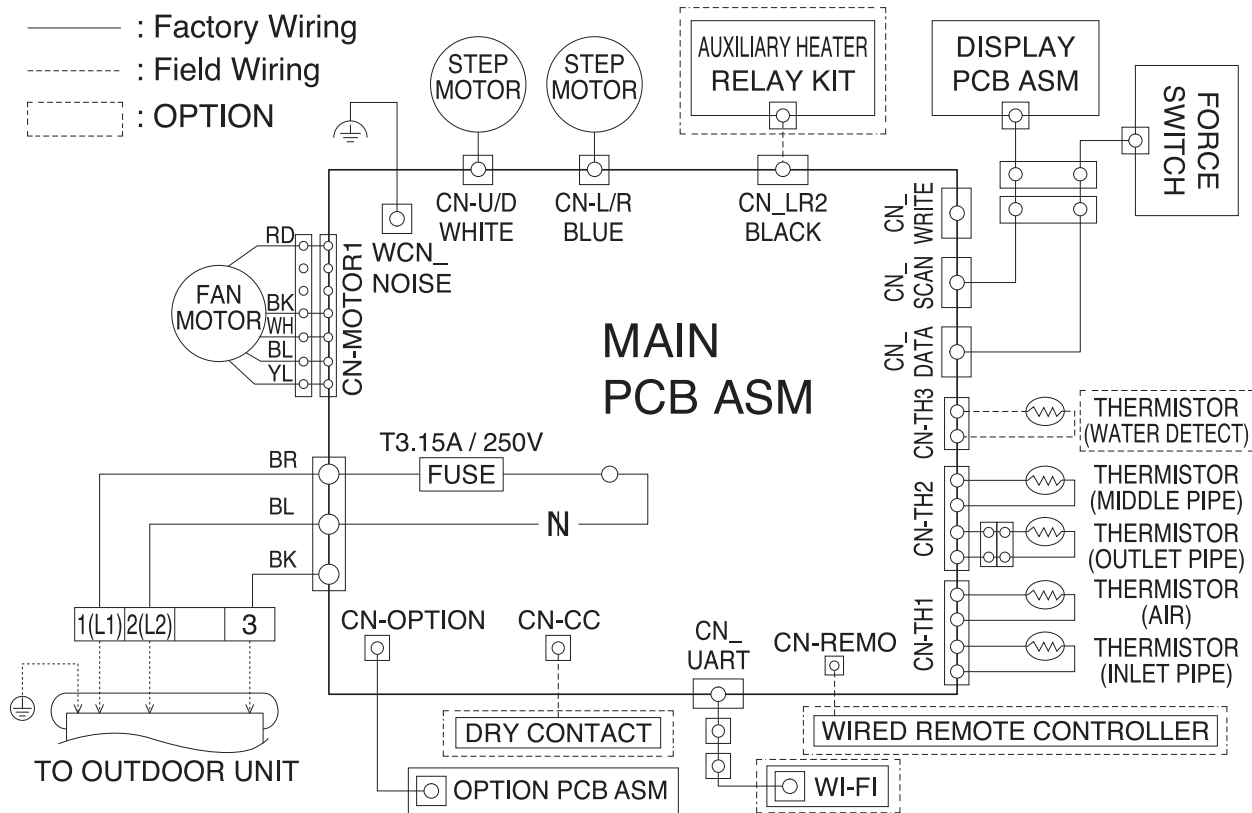 : Factory Wiring
: Field Wiring
: OPTION
STEP
MOTOR
STEP
MOTOR
AUXILIARY HEATER
RELAY KIT
DISPLAY
PCB ASM
FORCE
SWITCH
CN-U/D
WHITE
CN-L/R
BLUE
CN_LR2
BLACK
CN_
WRITE
WCN_
NOISE
RD
BK
WH
BL
YL
FAN
MOTOR
CN-MOTOR1
CN_
SCAN
CN_
DATA
MAIN
PCB ASM
CN-TH3
THERMISTOR
(WATER DETECT)
T3.15A / 250V
FUSE
BR
BL
N
BK
CN-TH2
THERMISTOR
(MIDDLE PIPE)
THERMISTOR
(OUTLET PIPE)
CN-TH1
THERMISTOR
(AIR)
THERMISTOR
(INLET PIPE)
1(L1) 2(L2) 3
CN-OPTION
CN-CC
CN_
UART
CN-REMO
DRY CONTACT
WIRED REMOTE CONTROLLER
TO OUTDOOR UNIT
OPTION PCB ASM
WI-FI